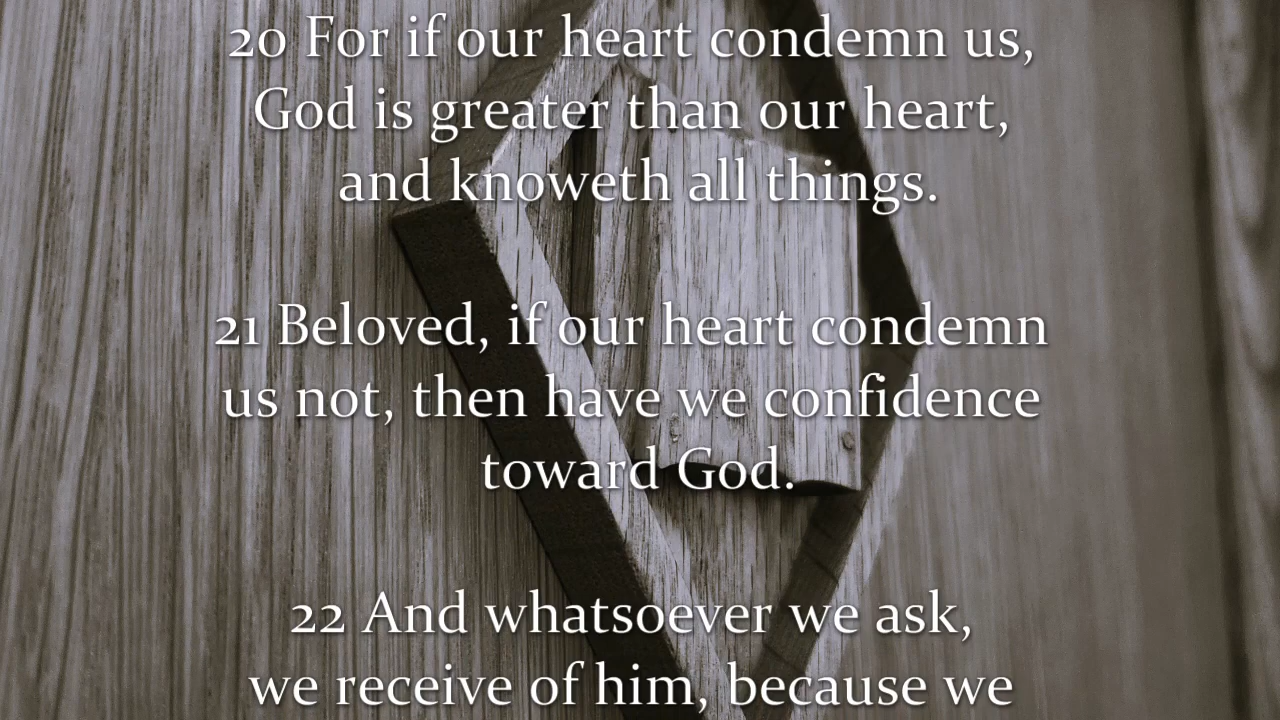 20 For if our heart condemn us,
God is greater than our heart,
and knoweth all things.
21 Beloved, if our heart condemn
us not, then have we confidence
toward God.
22 And whatsoever we ask,
we receive of him, because we